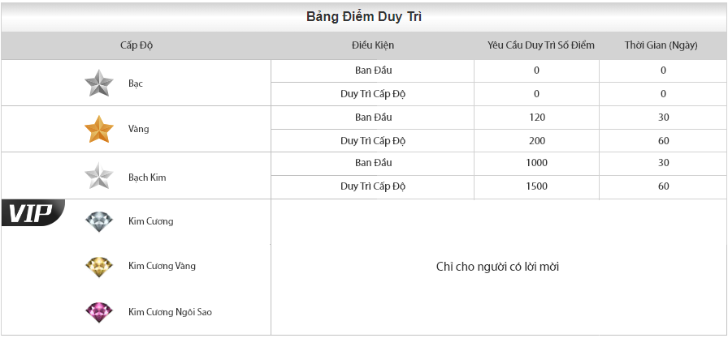 Bảng Điểm Duy Trì
Cấp Độ Điều Kiện Yêu Cầu Duy Trì Số Điểm Thời Gian (Ngày)
Bạc
Ban Đầu 0 0
Duy Trì Cấp Độ 0 0
Vàng
Ban Đầu 120 30
Duy Trì Cấp Độ 200 60
Bạch Kim
Ban Đầu 1000 30
Duy Trì Cấp Độ 1500 60
VIP
Kim Cương
Kim Cương Vàng
Kim Cương Ngôi Sao
Chỉ cho người có lời mời